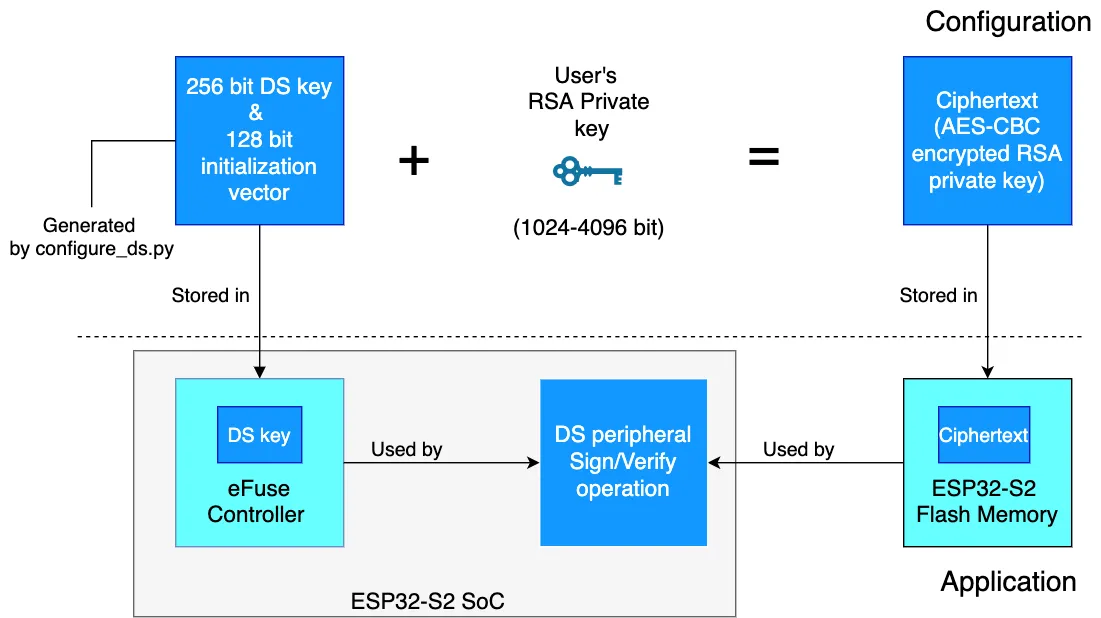 Configuration
256 bit DS key
&
128 bit
initialization
vector
User's
RSA Private
key
(1024-4096 bit)
+
=
Ciphertext
(AES-CBC
encrypted RSA
private key)
Generated
by configure_ds.py
Stored in
Stored in
DS key
eFuse
Controller
Used by
DS peripheral
Sign/Verify
operation
Used by
Ciphertext
ESP32-S2
Flash Memory
ESP32-S2 SoC
Application